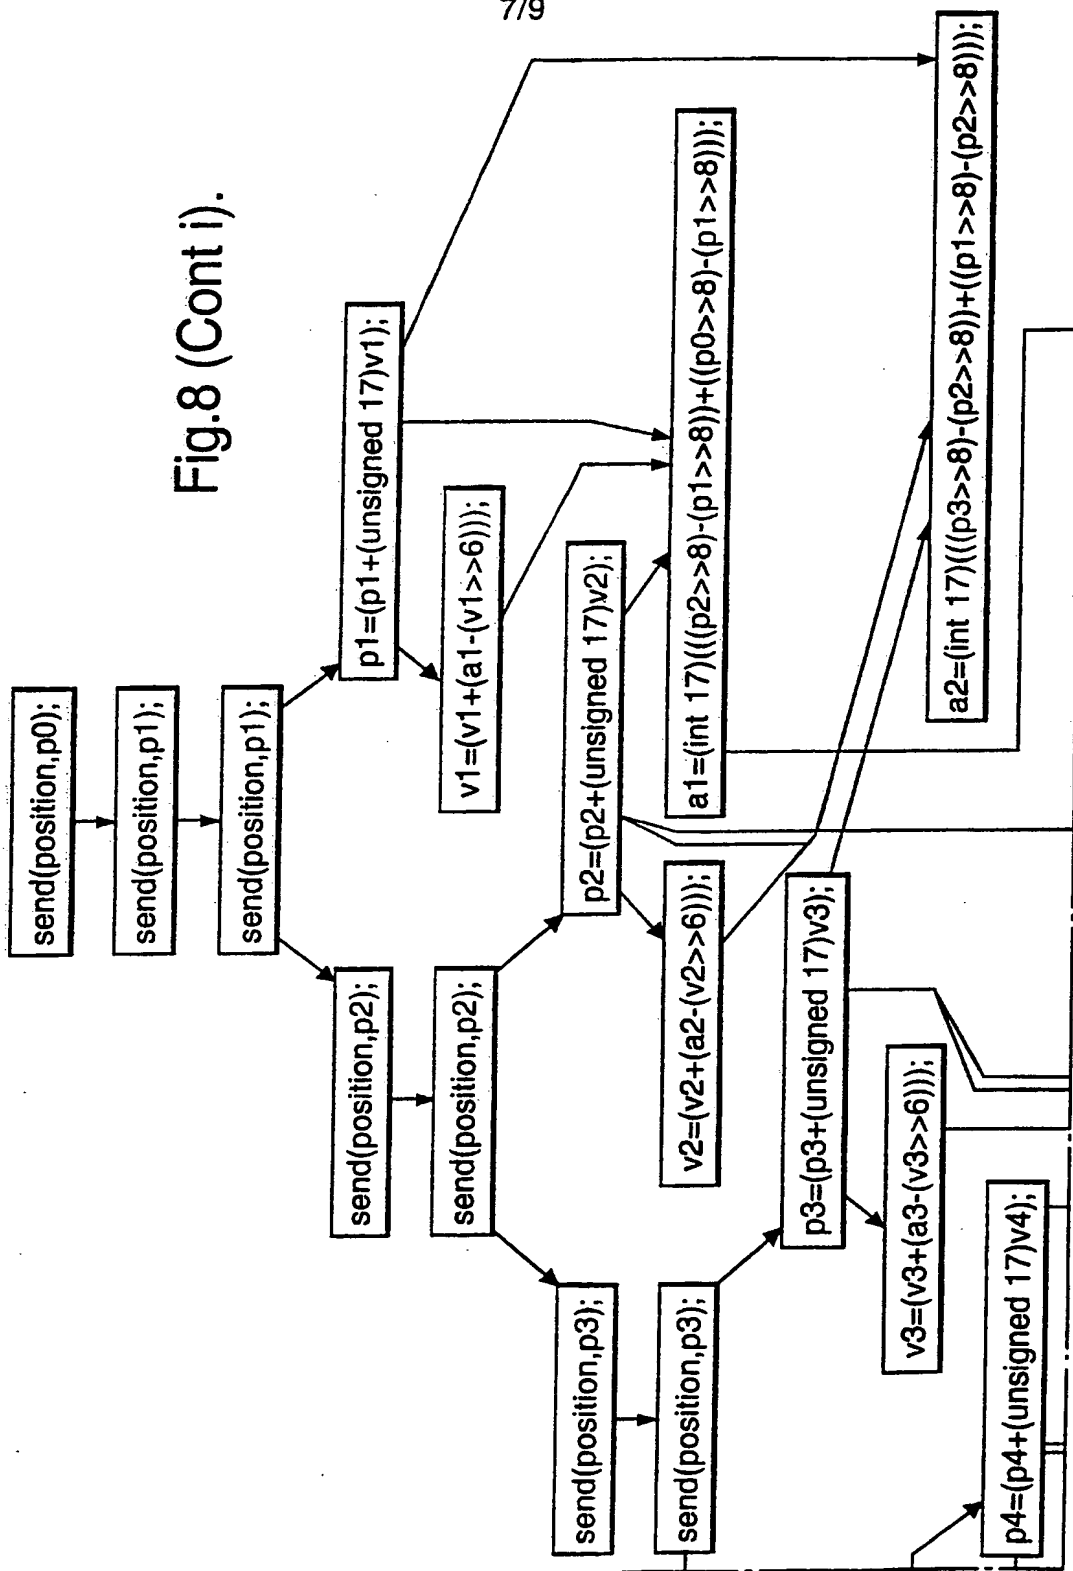 7/9
Fig.8 (Cont i).
send(position,p0);
send(position,p1);
send(position,p1);
p1=(p1+(unsigned 17)v1);
send(position,p2);
v1=(v1+(a1-(v1>>6)));
send(position,p2);
p2=(p2+(unsigned 17)v2);
send(position,p3);
a1=(int 17)(((p2>>8)-(p1>>8))+((p0>>8)-(p1>>8)));
v2=(v2+(a2-(v2>>6)));
send(position,p3);
p3=(p3+(unsigned 17)v3);
v3=(v3+(a3-(v3>>6)));
a2=(int 17)(((p3>>8)-(p2>>8))+((p1>>8)-(p2>>8)));
p4=(p4+(unsigned 17)v4);